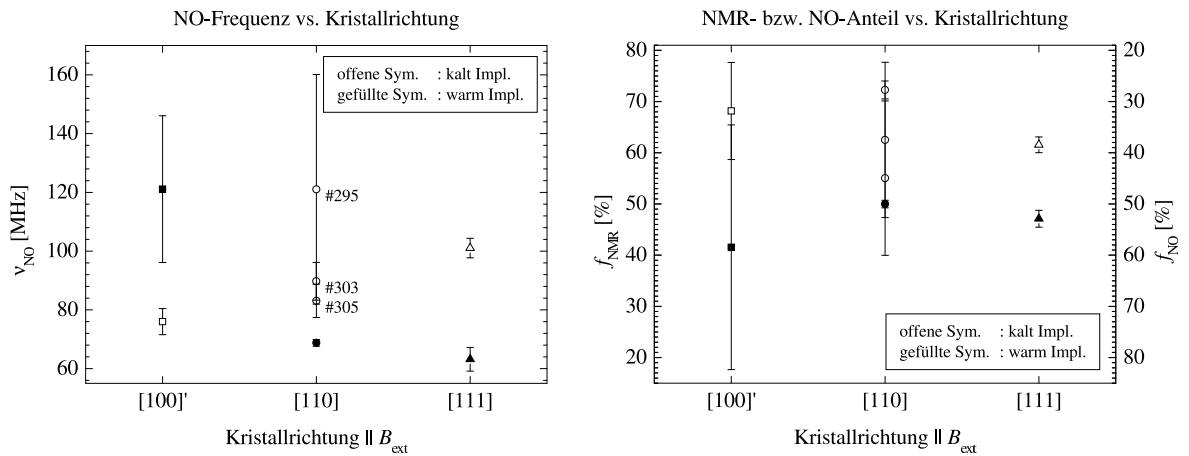 NO-Frequenz vs. Kristallrichtung
160
140
120
100
80
60
ν_NO [MHz]
offene Sym. : kalt Impl.
gefüllte Sym. : warm Impl.
#295
#303
#305
[100]' [110] [111]
Kristallrichtung || B_ext
NMR- bzw. NO-Anteil vs. Kristallrichtung
80
70
60
50
40
30
20
f_NMR [%]
20
30
40
50
60
70
80
f_NO [%]
offene Sym. : kalt Impl.
gefüllte Sym. : warm Impl.
[100]' [110] [111]
Kristallrichtung || B_ext